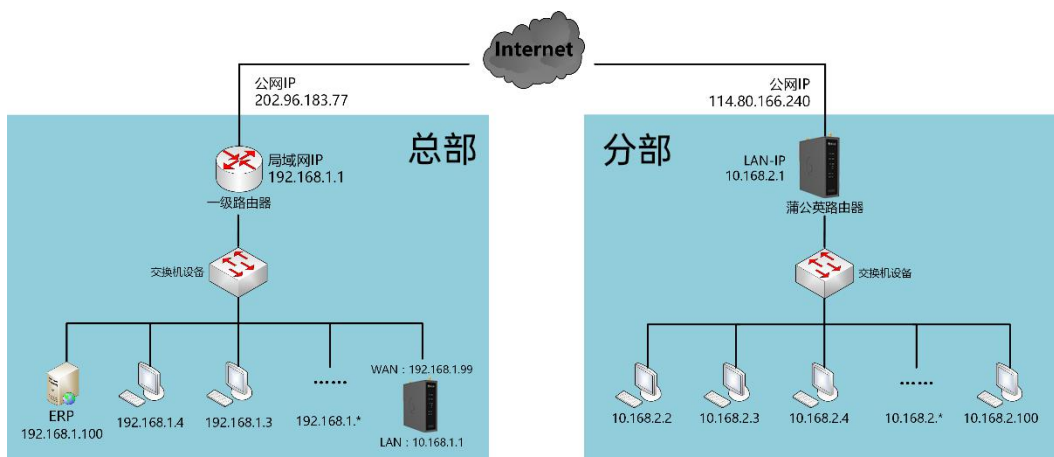 Internet
公网IP
202.96.183.77
公网IP
114.80.166.240
总部
局域网IP
192.168.1.1
一级路由器
交换机设备
ERP
192.168.1.100
192.168.1.4
192.168.1.3
......
192.168.1.*
WAN：192.168.1.99
LAN：10.168.1.1
分部
LAN-IP
10.168.2.1
蒲公英路由器
交换机设备
10.168.2.2
10.168.2.3
10.168.2.4
......
10.168.2.*
10.168.2.100